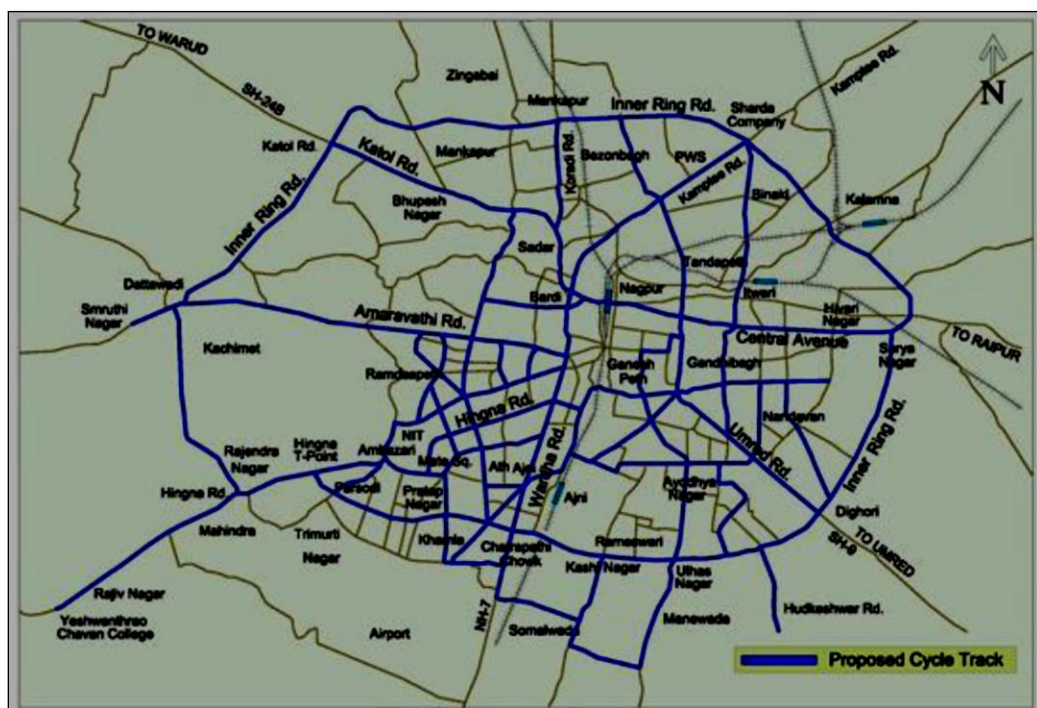 TO WARUD
SH-24B
Zingabai
Mankapur
Inner Ring Rd.
Sharda
Company
Kamptee Rd.
N
Katol Rd.
Katol Rd.
Mankapur
Koradi Rd.
Bezonbagh
PWS
Kamptee Rd.
Binaki
Kalamna
Bhupesh
Nagar
Inner Ring Rd.
Sadar
Tandapeth
Dattawadi
Bardi
Nagpur
Itwari
Hivari
Nagar
Smruthi
Nagar
Amaravathi Rd.
Central Avenue
TO RAIPUR
Kachimet
Ramdaspeth
Ganesh
Peth
Gandhibagh
Surya
Nagar
Hingna Rd.
Nandavan
NIT
Wardha Rd.
Umred Rd.
Inner Ring Rd.
Rajendra
Nagar
Hingna
T-Point
Ambazari
Mate Sq.
Ath Ajni
Hingna Rd
Parsodi
Pratap
Nagar
Ajni
Ayodhya
Nagar
Dighori
Mahindra
Trimurti
Nagar
Khamla
Chatrapathi
Chowk
Rameswari
SH-9
TO UMRED
Kashi Nagar
Ulhas
Nagar
Rajiv Nagar
Yeshwanthrao
Chavan College
Airport
NH-7
Somalwada
Manewada
Hudkeshwar Rd.
Proposed Cycle Track